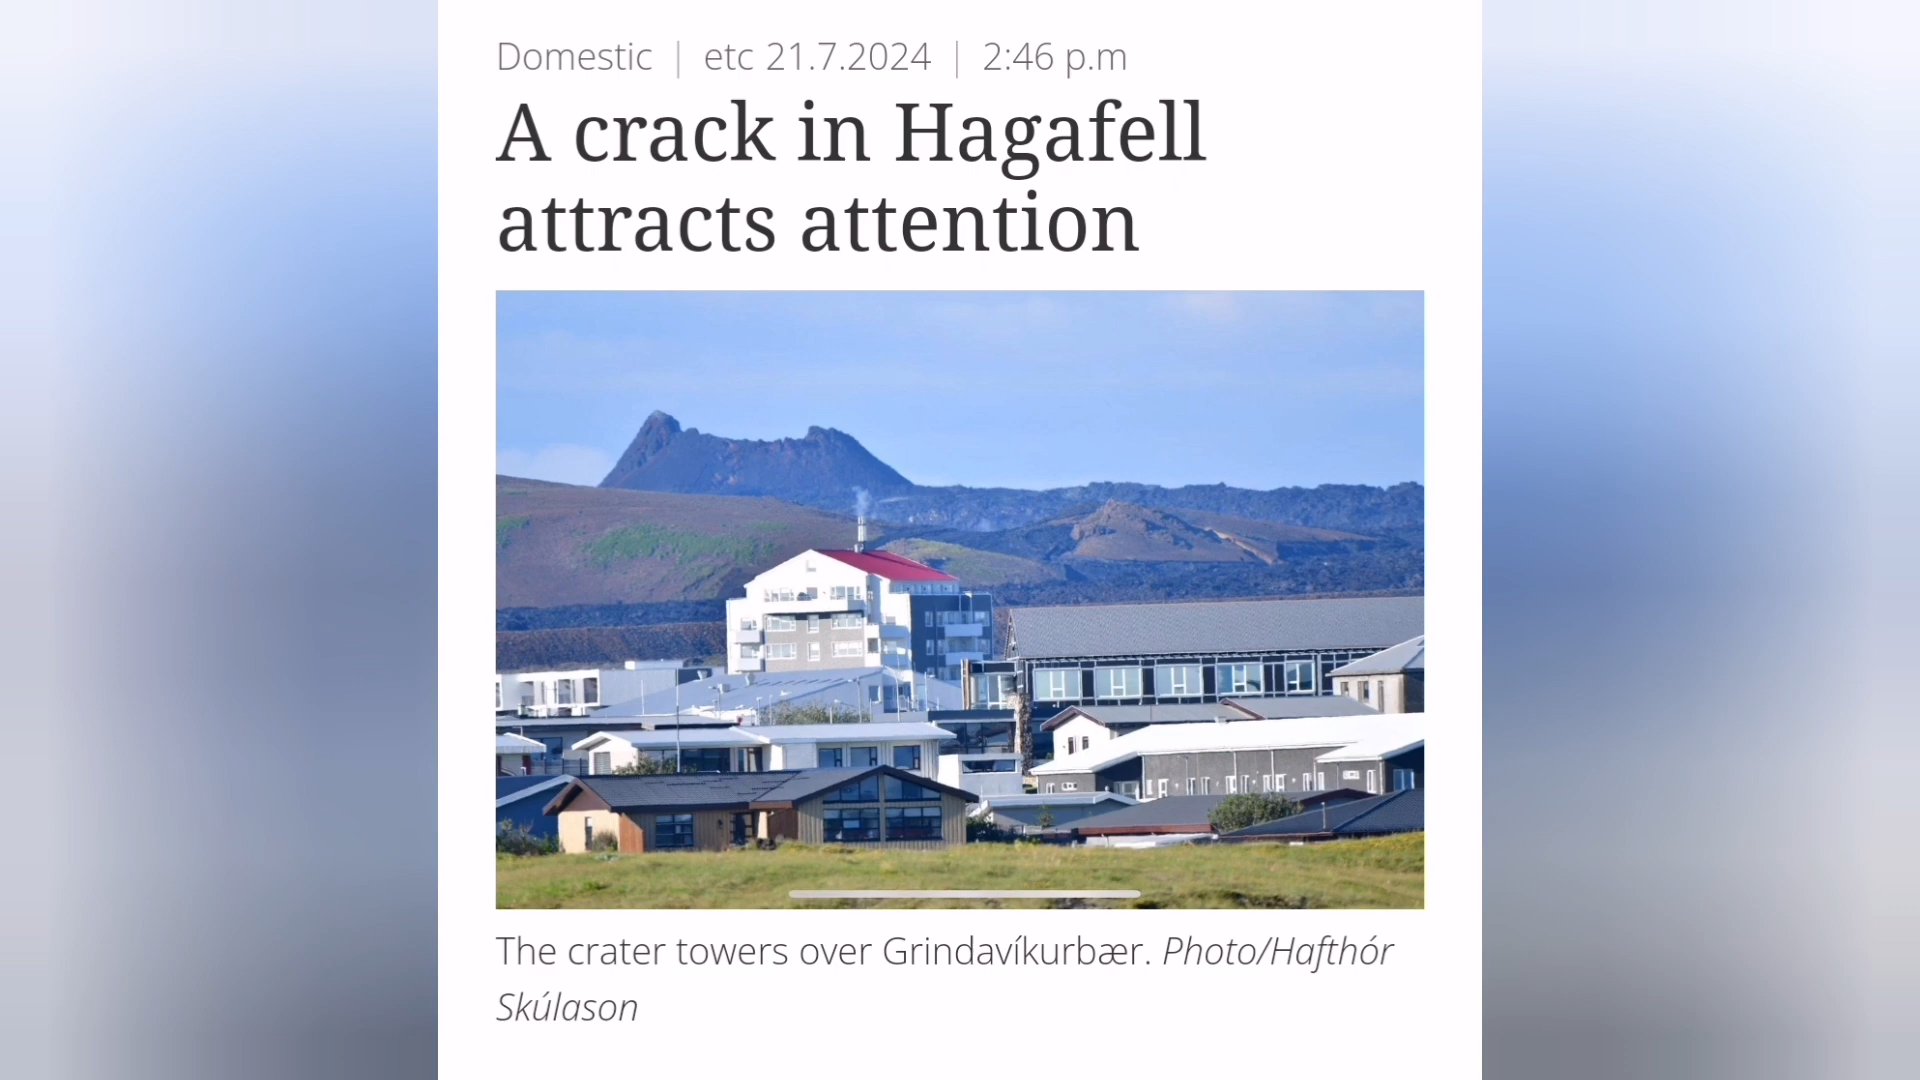 Domestic | etc 21.7.2024 | 2:46 p.m
A crack in Hagafell
attracts attention
The crater towers over Grindavíkurbær. Photo/Hafthór
Skúlason